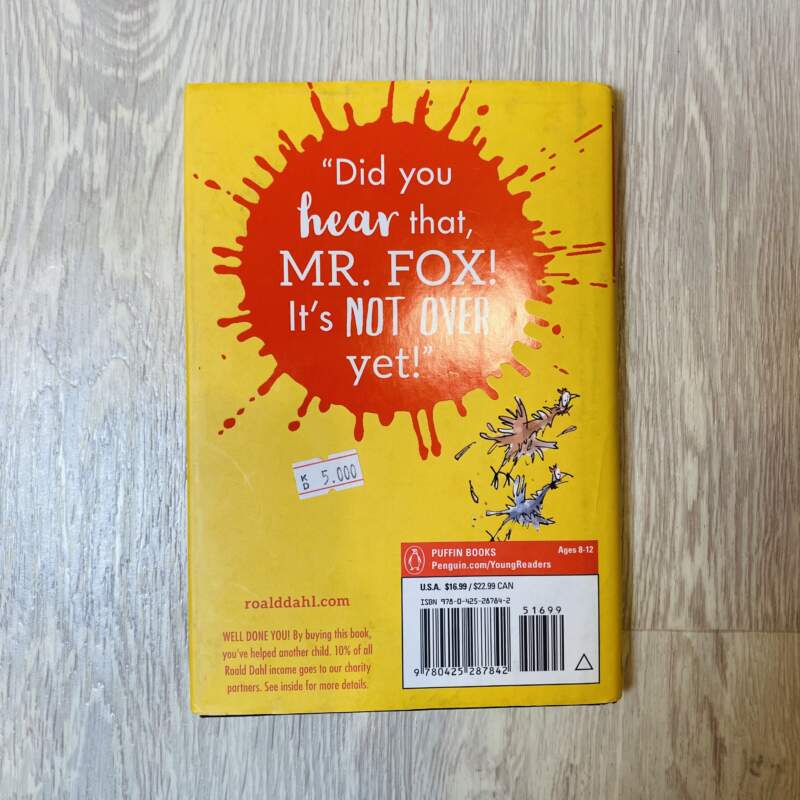 “Did you
hear that,
MR. FOX!
It's NOT OVER
yet!”
KD 5.000
PUFFIN BOOKS
Ages 8-12
Penguin.com/YoungReaders
U.S.A. $16.99 / $22.99 CAN
ISBN 978-0-425-28784-2
51699
9 780425 287842
roalddahl.com
WELL DONE YOU! By buying this book,
you've helped another child. 10% of all
Roald Dahl income goes to our charity
partners. See inside for more details.